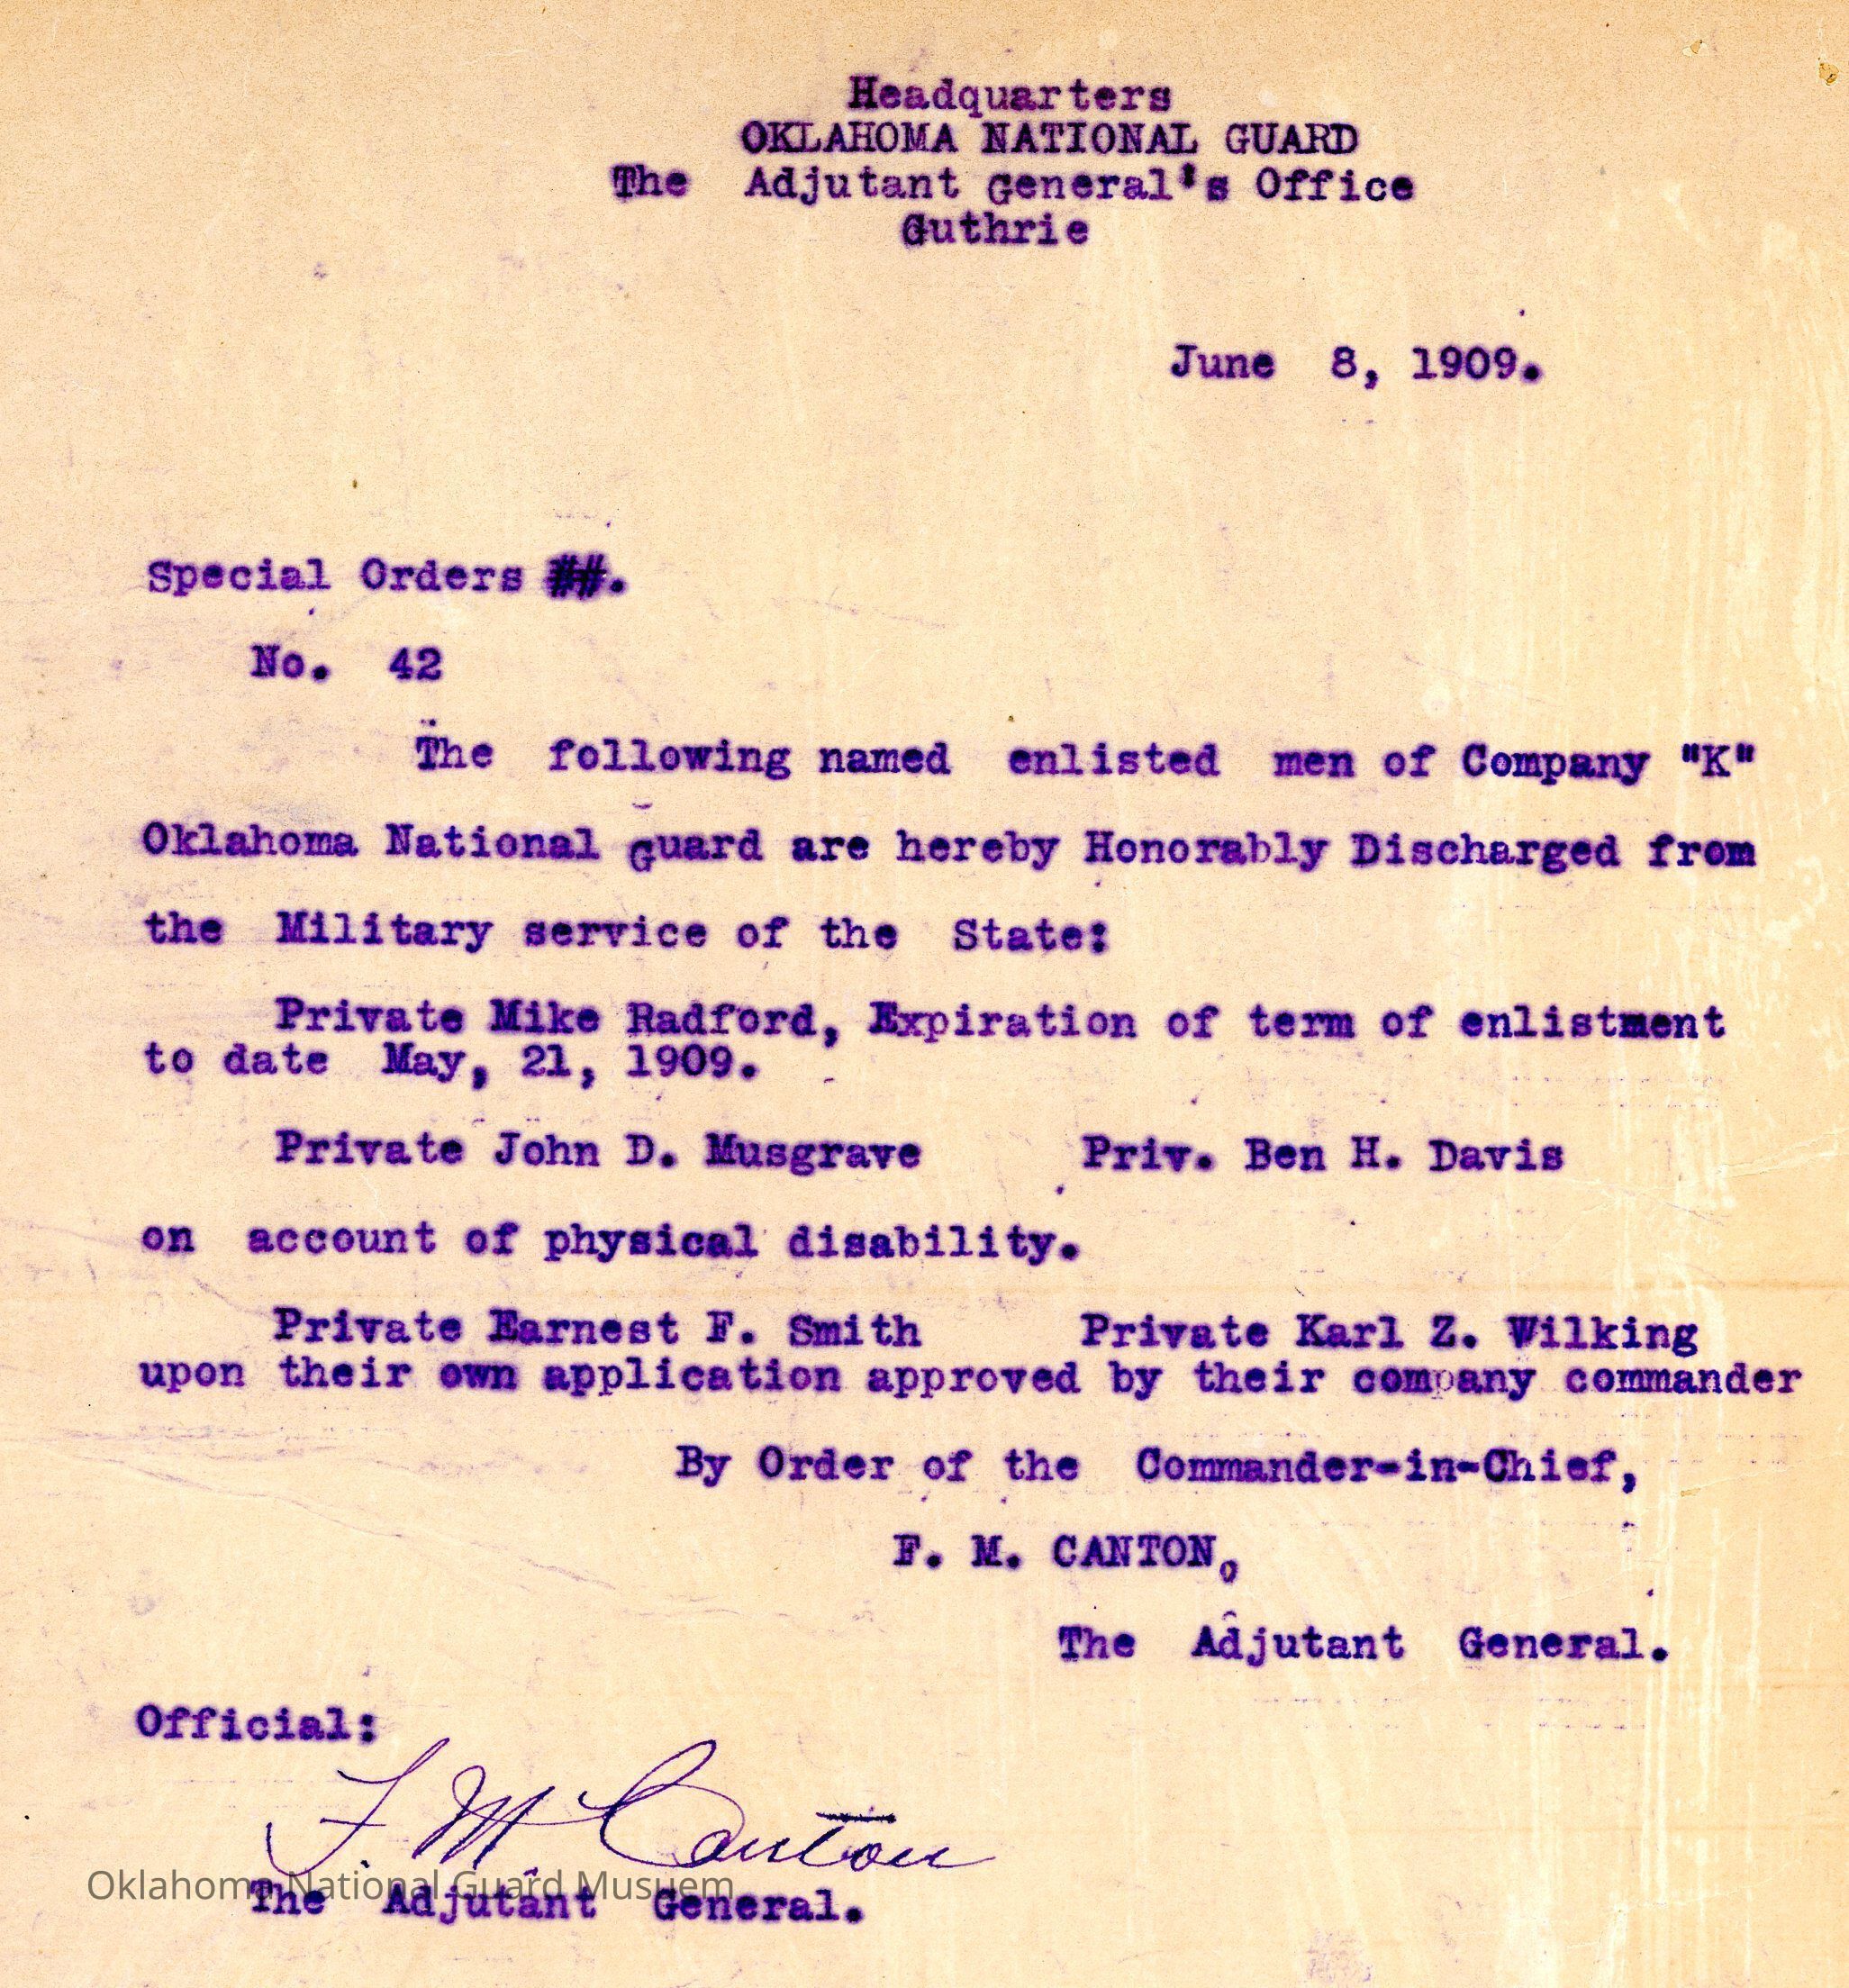 Headquarters
OKLAHOMA NATIONAL GUARD
The Adjutant General's Office
Guthrie
June 8, 1909.
Special Orders ##.
No. 42
The following named enlisted men of Company "K"
Oklahoma National Guard are hereby Honorably Discharged from
the Military service of the State:
Private Mike Radford, Expiration of term of enlistment
to date May, 21, 1909.
Private John D. Musgrave Priv. Ben H. Davis
on account of physical disability.
Private Earnest F. Smith Private Karl Z. Wilking
upon their own application approved by their company commander
By Order of the Commander-in-Chief,
F. M. CANTON,
The Adjutant General.
Official:
F. M. Canton
Oklahoma National Guard Musuem
The Adjutant General.